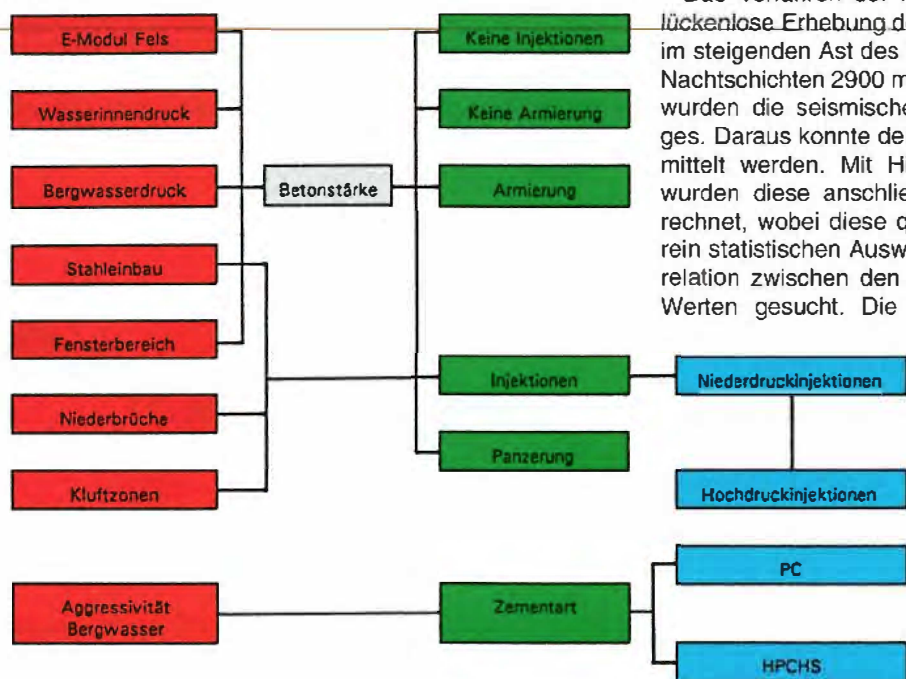 E-Modul Fels
Wasserinnendruck
Bergwasserdruck
Stahleinbau
Fensterbereich
Niederbrüche
Kluftzonen
Aggressivität
Bergwasser
Betonstärke
Keine Injektionen
Keine Armierung
Armierung
Injektionen
Panzerung
Zementart
Niederdruckinjektionen
Hochdruckinjektionen
PC
HPCHS
lückenlose Erhebung d
im steigenden Ast des
Nachtschichten 2900 m
wurden die seismische
ges. Daraus konnte de
mittelt werden. Mit Hi
wurden diese anschlie
rechnet, wobei diese
rein statistischen Ausw
relation zwischen den
Werten gesucht. Die